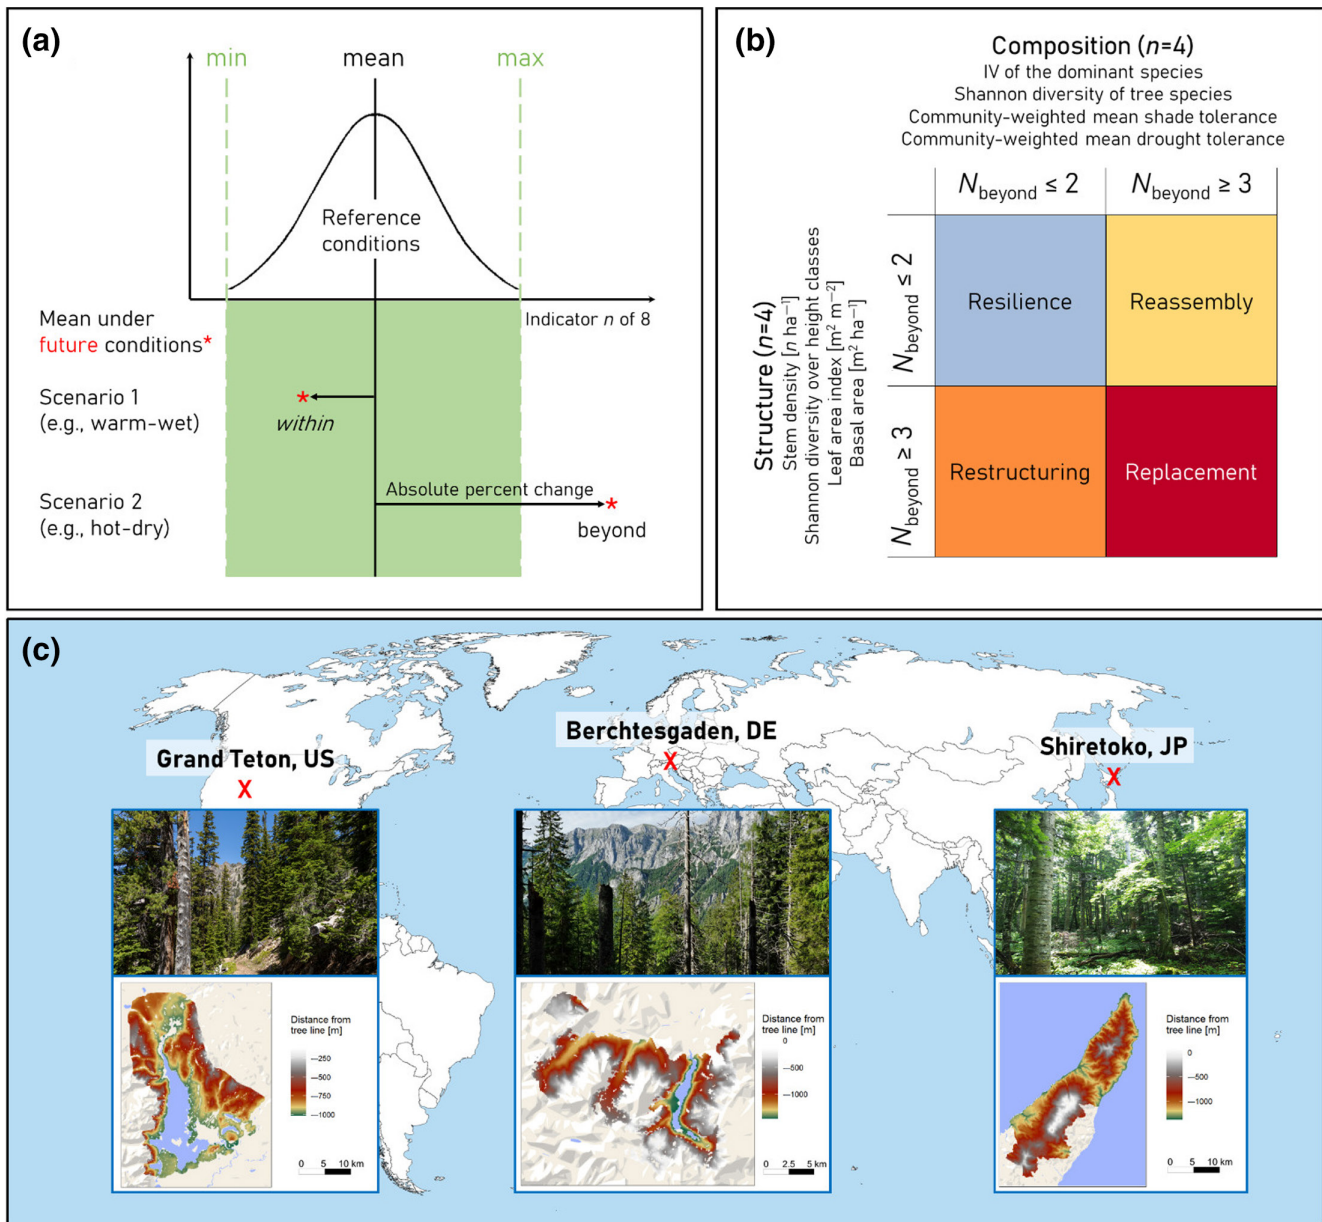 (a)
min
mean
max
Reference
conditions
Indicator n of 8
Mean under
future conditions*
Scenario 1
(e.g., warm-wet)
*
within
Scenario 2
(e.g., hot-dry)
Absolute percent change
*
beyond
(b)
Composition (n=4)
IV of the dominant species
Shannon diversity of tree species
Community-weighted mean shade tolerance
Community-weighted mean drought tolerance
N beyond ≤ 2
N beyond ≥ 3
Structure (n=4)
Stem density [n ha⁻¹]
Shannon diversity over height classes
Leaf area index [m² m⁻²]
Basal area [m² ha⁻¹]
N beyond ≤ 2
N beyond ≥ 3
Resilience
Reassembly
Restructuring
Replacement
(c)
Grand Teton, US
X
Berchtesgaden, DE
X
Shiretoko, JP
X
Distance from
tree line [m]
—-250
—-500
—-750
—-1000
0 5 10 km
Distance from
tree line [m]
0
—-500
—-1000
0 2.5 5 km
Distance from
tree line [m]
0
—-500
—-1000
0 5 10 km